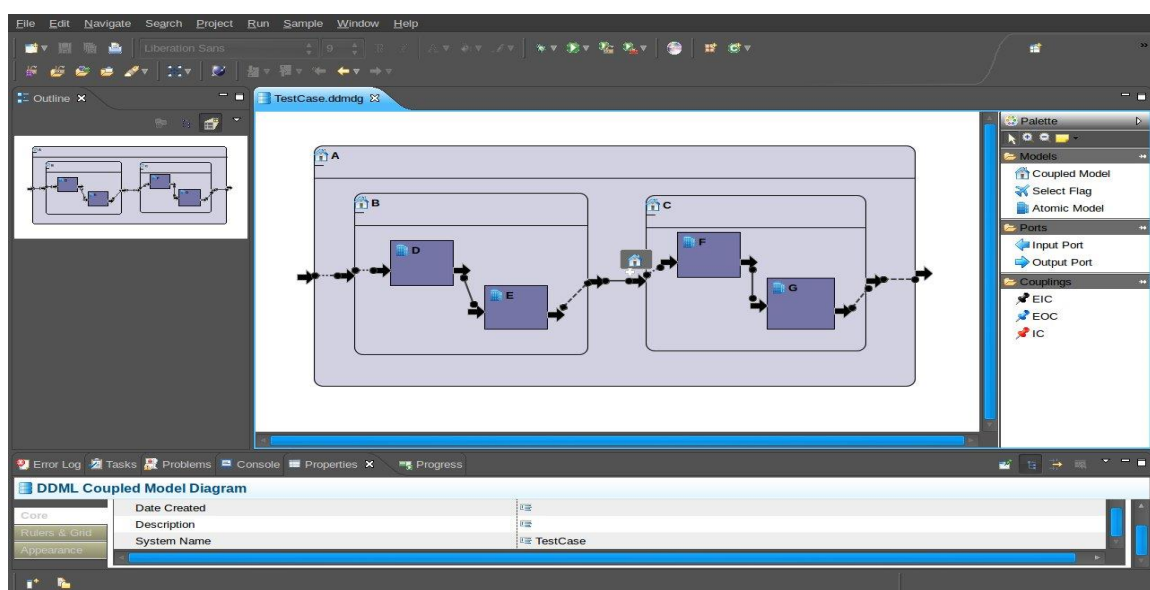 File Edit Navigate Search Project Run Sample Window Help
Liberation Sans 9
Outline
TestCase.ddmdg
Palette
Models
Coupled Model
Select Flag
Atomic Model
Ports
Input Port
Output Port
Couplings
EIC
EOC
IC
A
B
C
D
E
F
G
Error Log Tasks Problems Console Properties Progress
DDML Coupled Model Diagram
Core
Rulers & Grid
Appearance
Date Created
Description
System Name TestCase